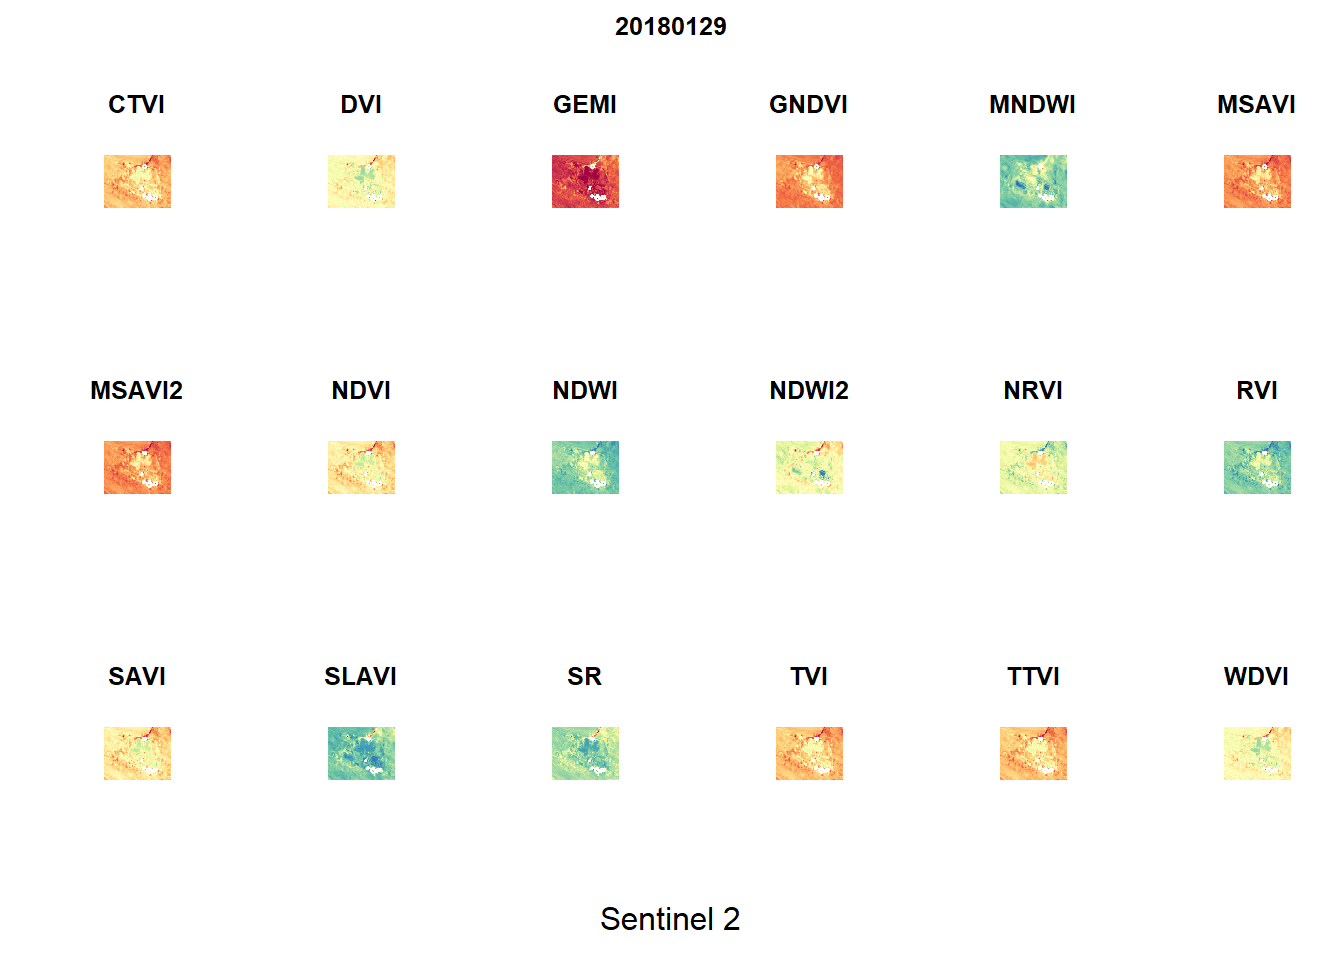 20180129
CTVI DVI GEMI GNDVI MNDWI MSAVI
MSAVI2 NDVI NDWI NDWI2 NRVI RVI
SAVI SLAVI SR TVI TTVI WDVI
Sentinel 2